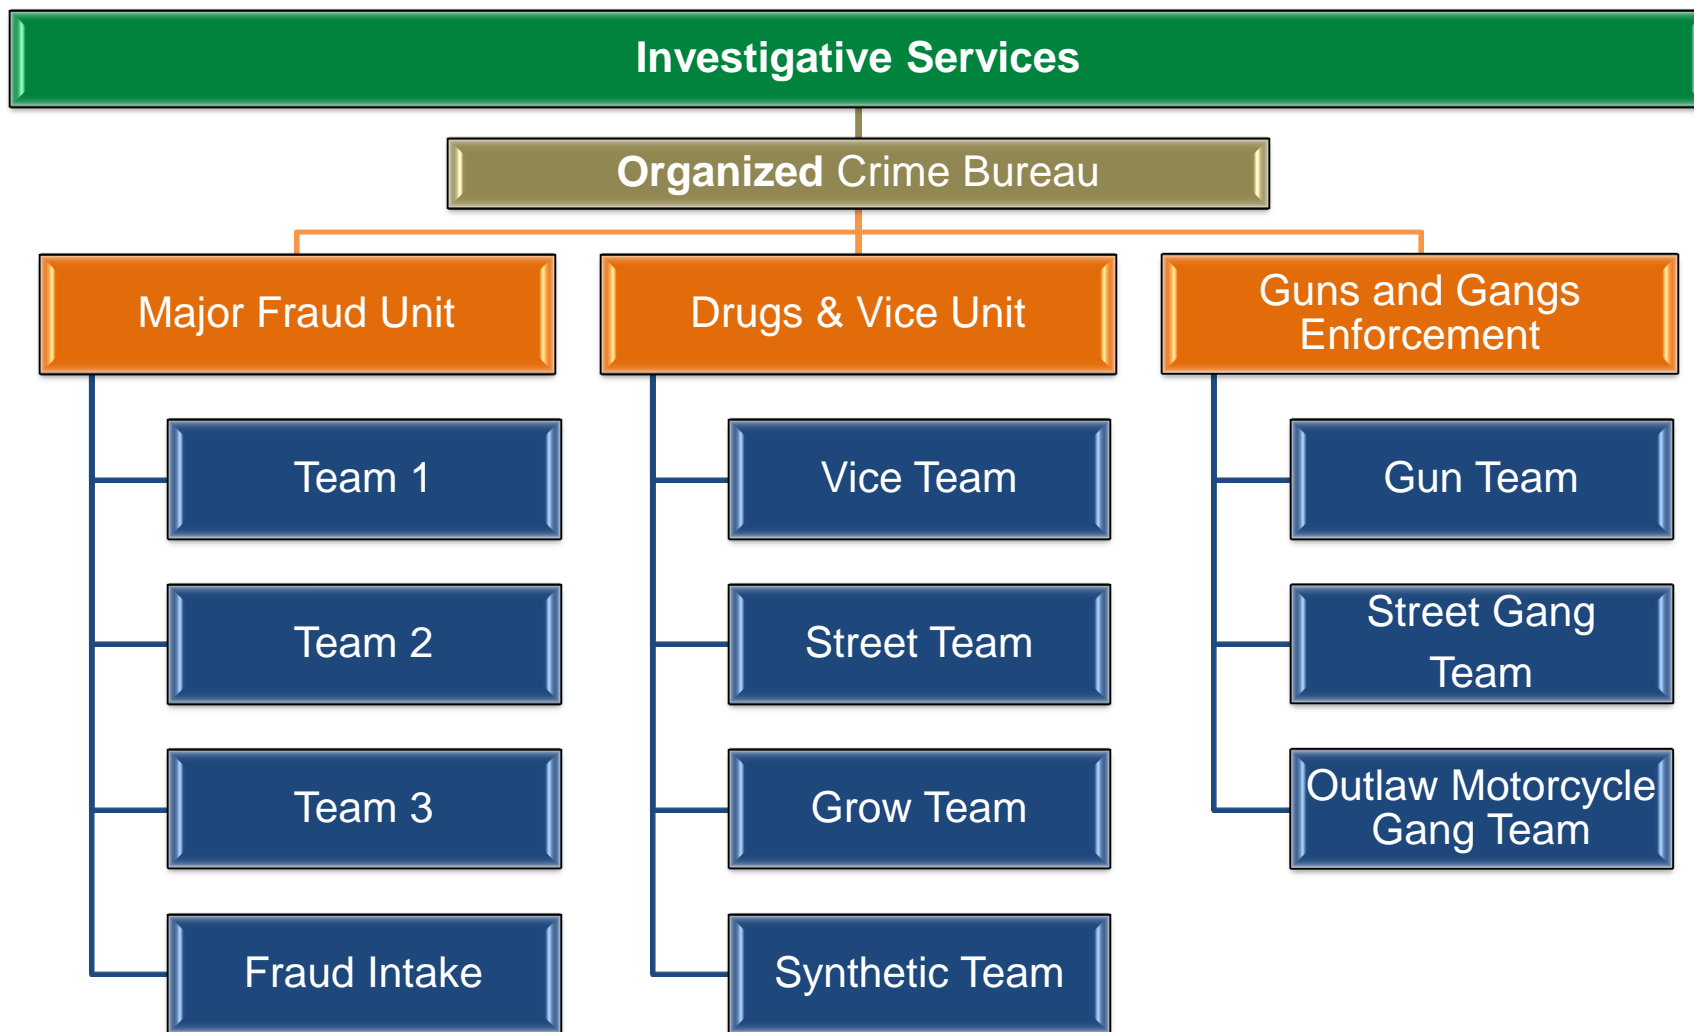 Investigative Services
Organized Crime Bureau
Major Fraud Unit
Drugs & Vice Unit
Guns and Gangs
Enforcement
Team 1
Vice Team
Gun Team
Team 2
Street Team
Street Gang
Team
Team 3
Grow Team
Outlaw Motorcycle
Gang Team
Fraud Intake
Synthetic Team